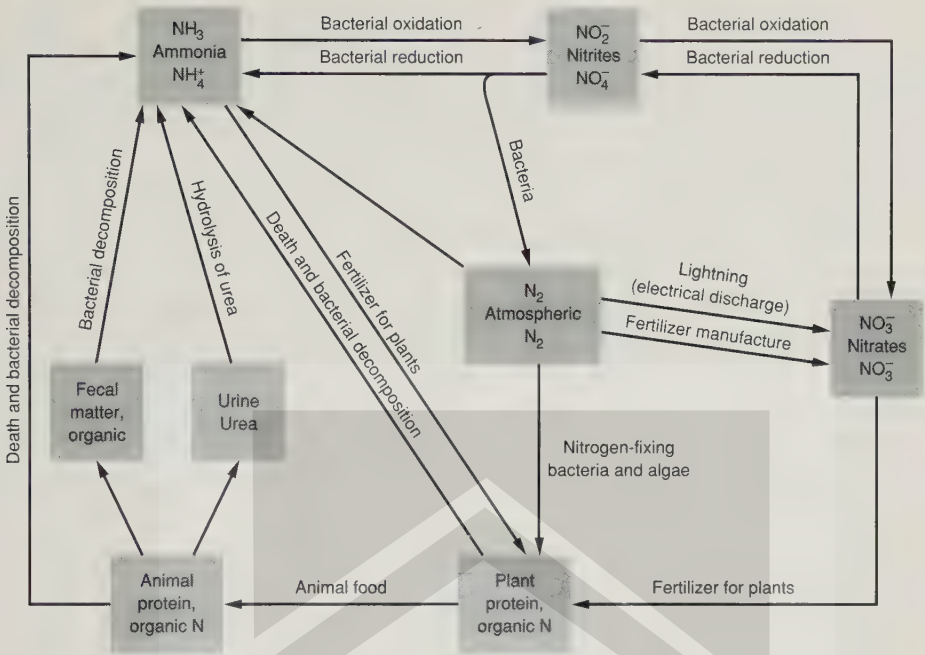 NH₃
Ammonia
NH₄⁺
Bacterial oxidation
Bacterial reduction
NO₂⁻
Nitrites
NO₄⁻
Bacterial oxidation
Bacterial reduction
Death and bacterial decomposition
Bacterial decomposition
Hydrolysis of urea
Death and bacterial decomposition
Fertilizer for plants
Bacteria
N₂
Atmospheric
N₂
Lightning
(electrical discharge)
Fertilizer manufacture
NO₃⁻
Nitrates
NO₃⁻
Fecal
matter,
organic
Urine
Urea
Nitrogen-fixing
bacteria and algae
Animal
protein,
organic N
Animal food
Plant
protein,
organic N
Fertilizer for plants